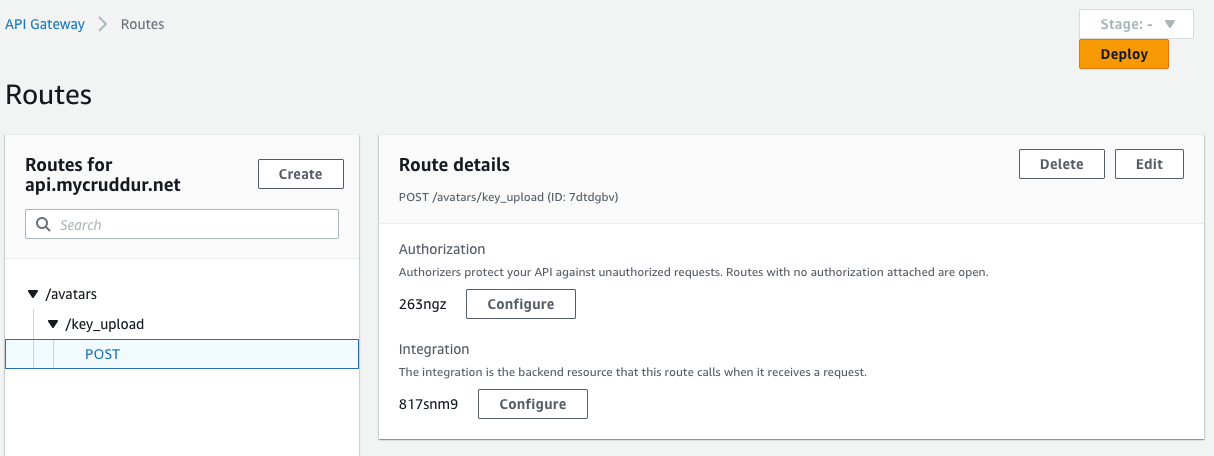 API Gateway
Routes
Stage: -
Deploy
Routes
Routes for
api.mycruddur.net
Create
Search
/avatars
/key_upload
POST
Route details
Delete
Edit
POST /avatars/key_upload (ID: 7dtdgbv)
Authorization
Authorizers protect your API against unauthorized requests. Routes with no authorization attached are open.
263ngz
Configure
Integration
The integration is the backend resource that this route calls when it receives a request.
817snm9
Configure